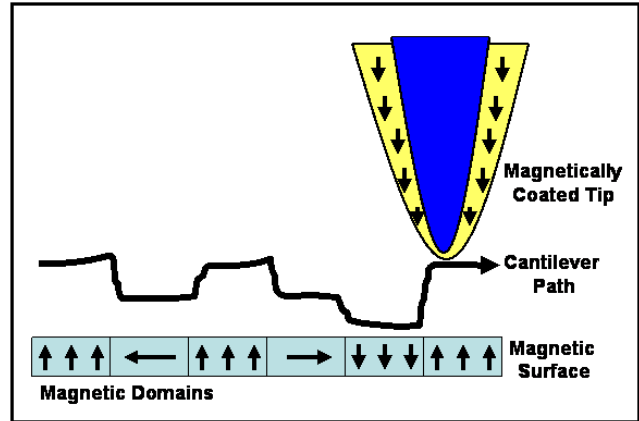 Magnetically
Coated Tip
Cantilever
Path
Magnetic
Surface
Magnetic Domains